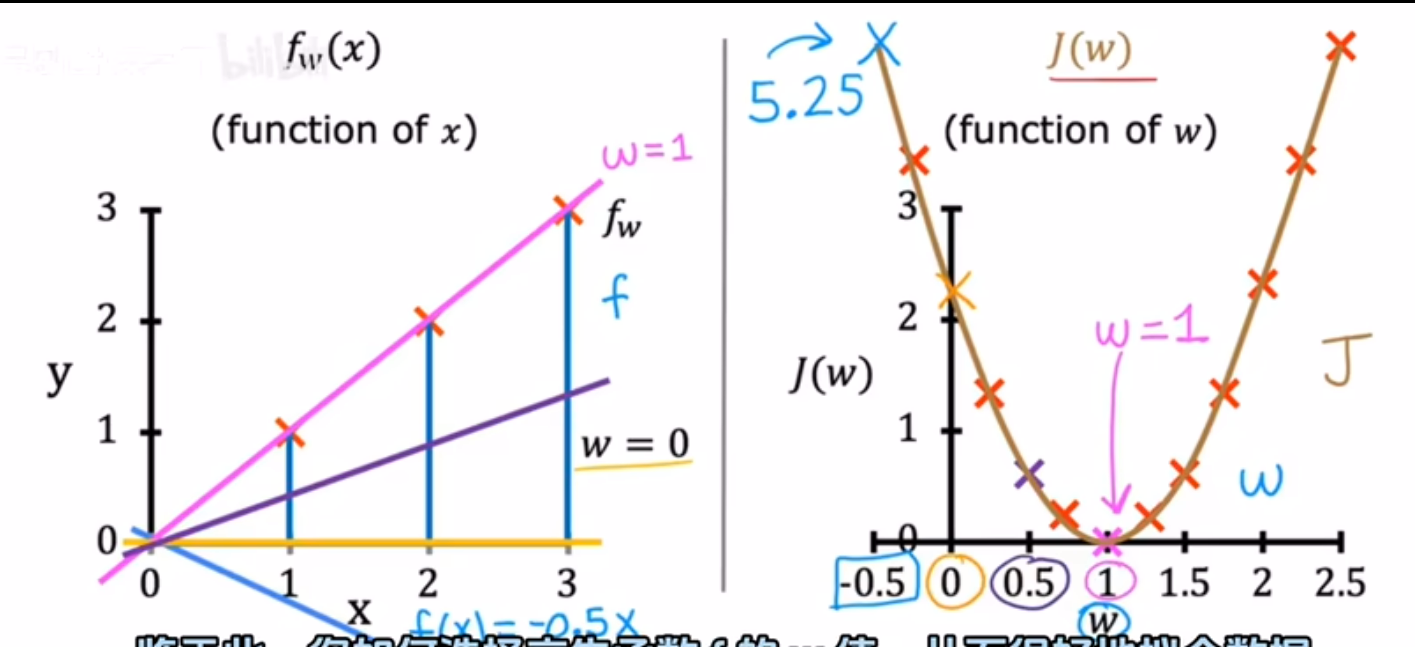 bilibili
f_w(x)
(function of x)
w=1
f_w
f
w = 0
3
2
1
0
y
0 1 2 3
x
f(x)=-0.5x
J(w)
(function of w)
5.25
3
2
1
0
J(w)
w=1
J
w
-0.5 0 0.5 1 1.5 2 2.5
w